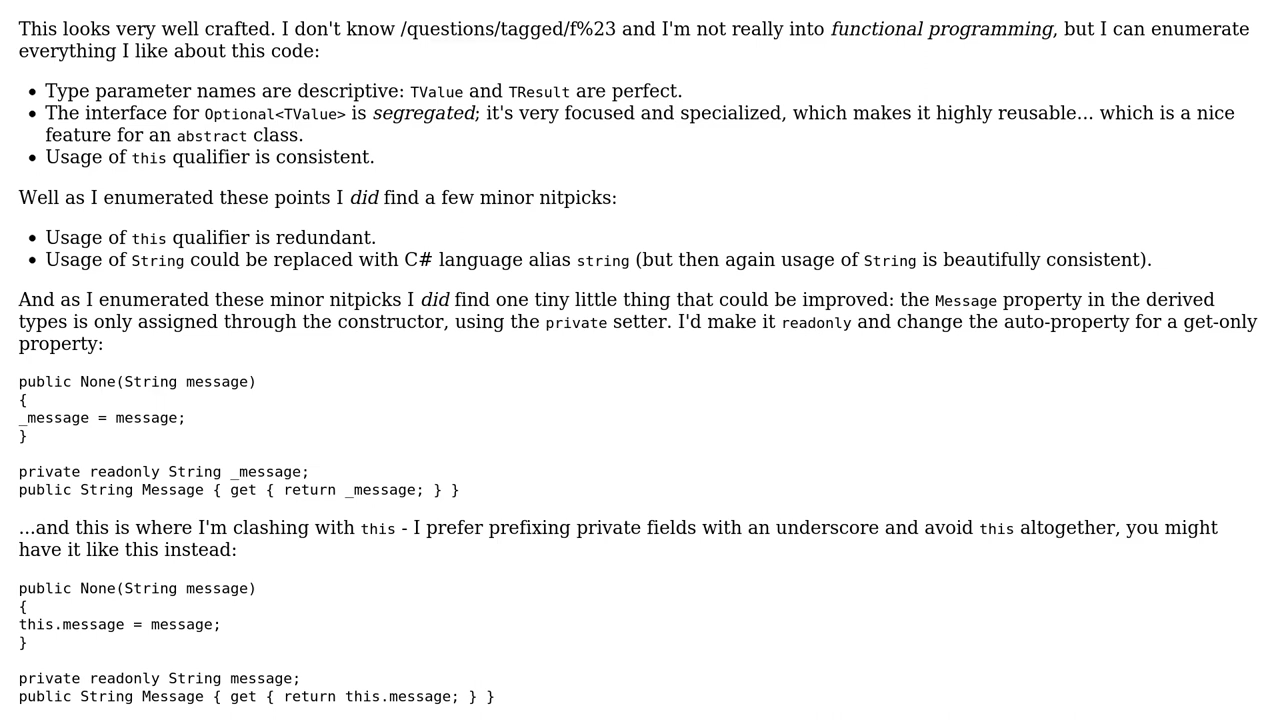 This looks very well crafted. I don't know /questions/tagged/f%23 and I'm not really into functional programming, but I can enumerate
everything I like about this code:
• Type parameter names are descriptive: TValue and TResult are perfect.
• The interface for Optional<TValue> is segregated; it's very focused and specialized, which makes it highly reusable... which is a nice
feature for an abstract class.
• Usage of this qualifier is consistent.
Well as I enumerated these points I did find a few minor nitpicks:
• Usage of this qualifier is redundant.
• Usage of String could be replaced with C# language alias string (but then again usage of String is beautifully consistent).
And as I enumerated these minor nitpicks I did find one tiny little thing that could be improved: the Message property in the derived
types is only assigned through the constructor, using the private setter. I'd make it readonly and change the auto-property for a get-only
property:
public None(String message)
{
_message = message;
}
private readonly String _message;
public String Message { get { return _message; } }
...and this is where I'm clashing with this - I prefer prefixing private fields with an underscore and avoid this altogether, you might
have it like this instead:
public None(String message)
{
this.message = message;
}
private readonly String message;
public String Message { get { return this.message; } }